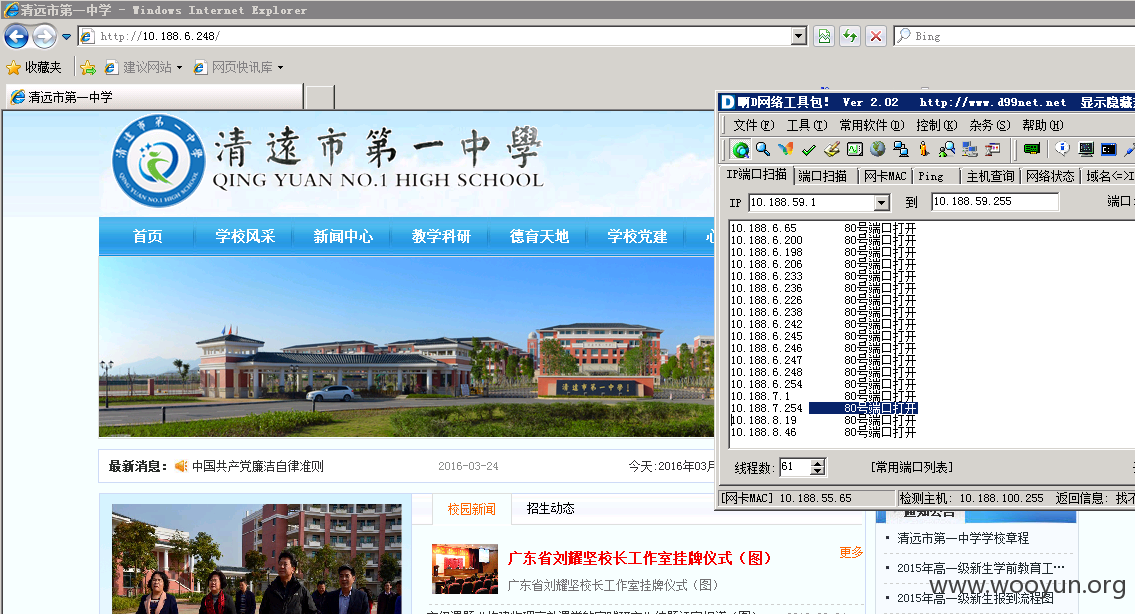 清远市第一中学 - Windows Internet Explorer
http://10.188.6.248/
Bing
收藏夹 建议网站 网页快讯库
清远市第一中学
清遠市第一中學
QING YUAN NO.1 HIGH SCHOOL
首页 学校风采 新闻中心 教学科研 德育天地 学校党建
清遠市第一中學
最新消息： 中国共产党廉洁自律准则 2016-03-24 今天:2016年03月
校园新闻 招生动态
广东省刘耀坚校长工作室挂牌仪式（图） 更多
广东省刘耀坚校长工作室挂牌仪式（图）
通知公告
清远市第一中学学校章程
2015年高一级新生学前教育工…
2015年高一级新生报到流程图
啊D网络工具包! Ver 2.02 http://www.d99net.net 显示隐藏
文件(F) 工具(T) 常用软件(U) 控制(K) 杂务(S) 帮助(H)
IP端口扫描 端口扫描 网卡MAC Ping 主机查询 网络状态 域名<=>I
IP 10.188.59.1 到 10.188.59.255 端口:
10.188.6.65 80号端口打开
10.188.6.200 80号端口打开
10.188.6.198 80号端口打开
10.188.6.206 80号端口打开
10.188.6.233 80号端口打开
10.188.6.236 80号端口打开
10.188.6.226 80号端口打开
10.188.6.238 80号端口打开
10.188.6.242 80号端口打开
10.188.6.245 80号端口打开
10.188.6.246 80号端口打开
10.188.6.247 80号端口打开
10.188.6.248 80号端口打开
10.188.6.254 80号端口打开
10.188.7.1 80号端口打开
10.188.7.254 80号端口打开
10.188.8.19 80号端口打开
10.188.8.46 80号端口打开
线程数: 61 [常用端口列表]
[网卡MAC] 10.188.55.65 检测主机: 10.188.100.255 返回信息: 找不
www.wooyun.org